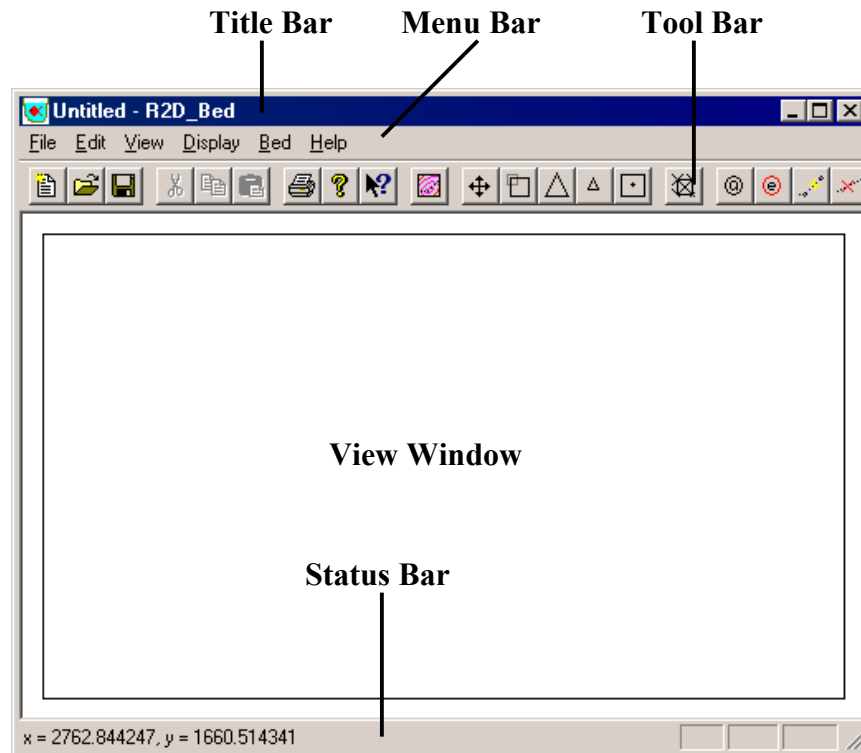 Title Bar Menu Bar Tool Bar
Untitled - R2D_Bed
File Edit View Display Bed Help
@ e
View Window
Status Bar
x = 2762.844247, y = 1660.514341